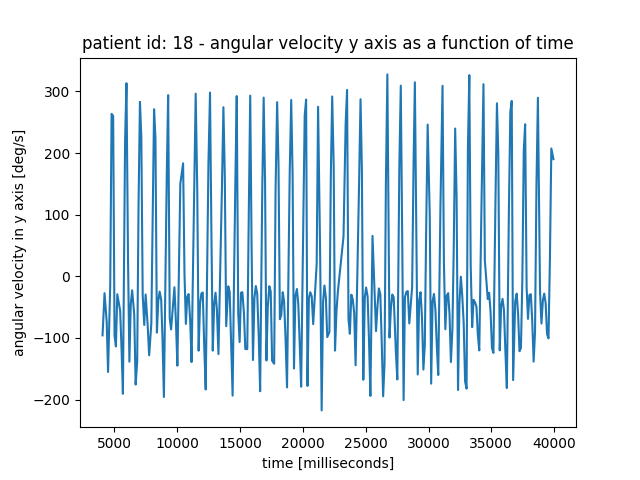 patient id: 18 - angular velocity y axis as a function of time
angular velocity in y axis [deg/s]
300
200
100
0
−100
−200
5000 10000 15000 20000 25000 30000 35000 40000
time [milliseconds]